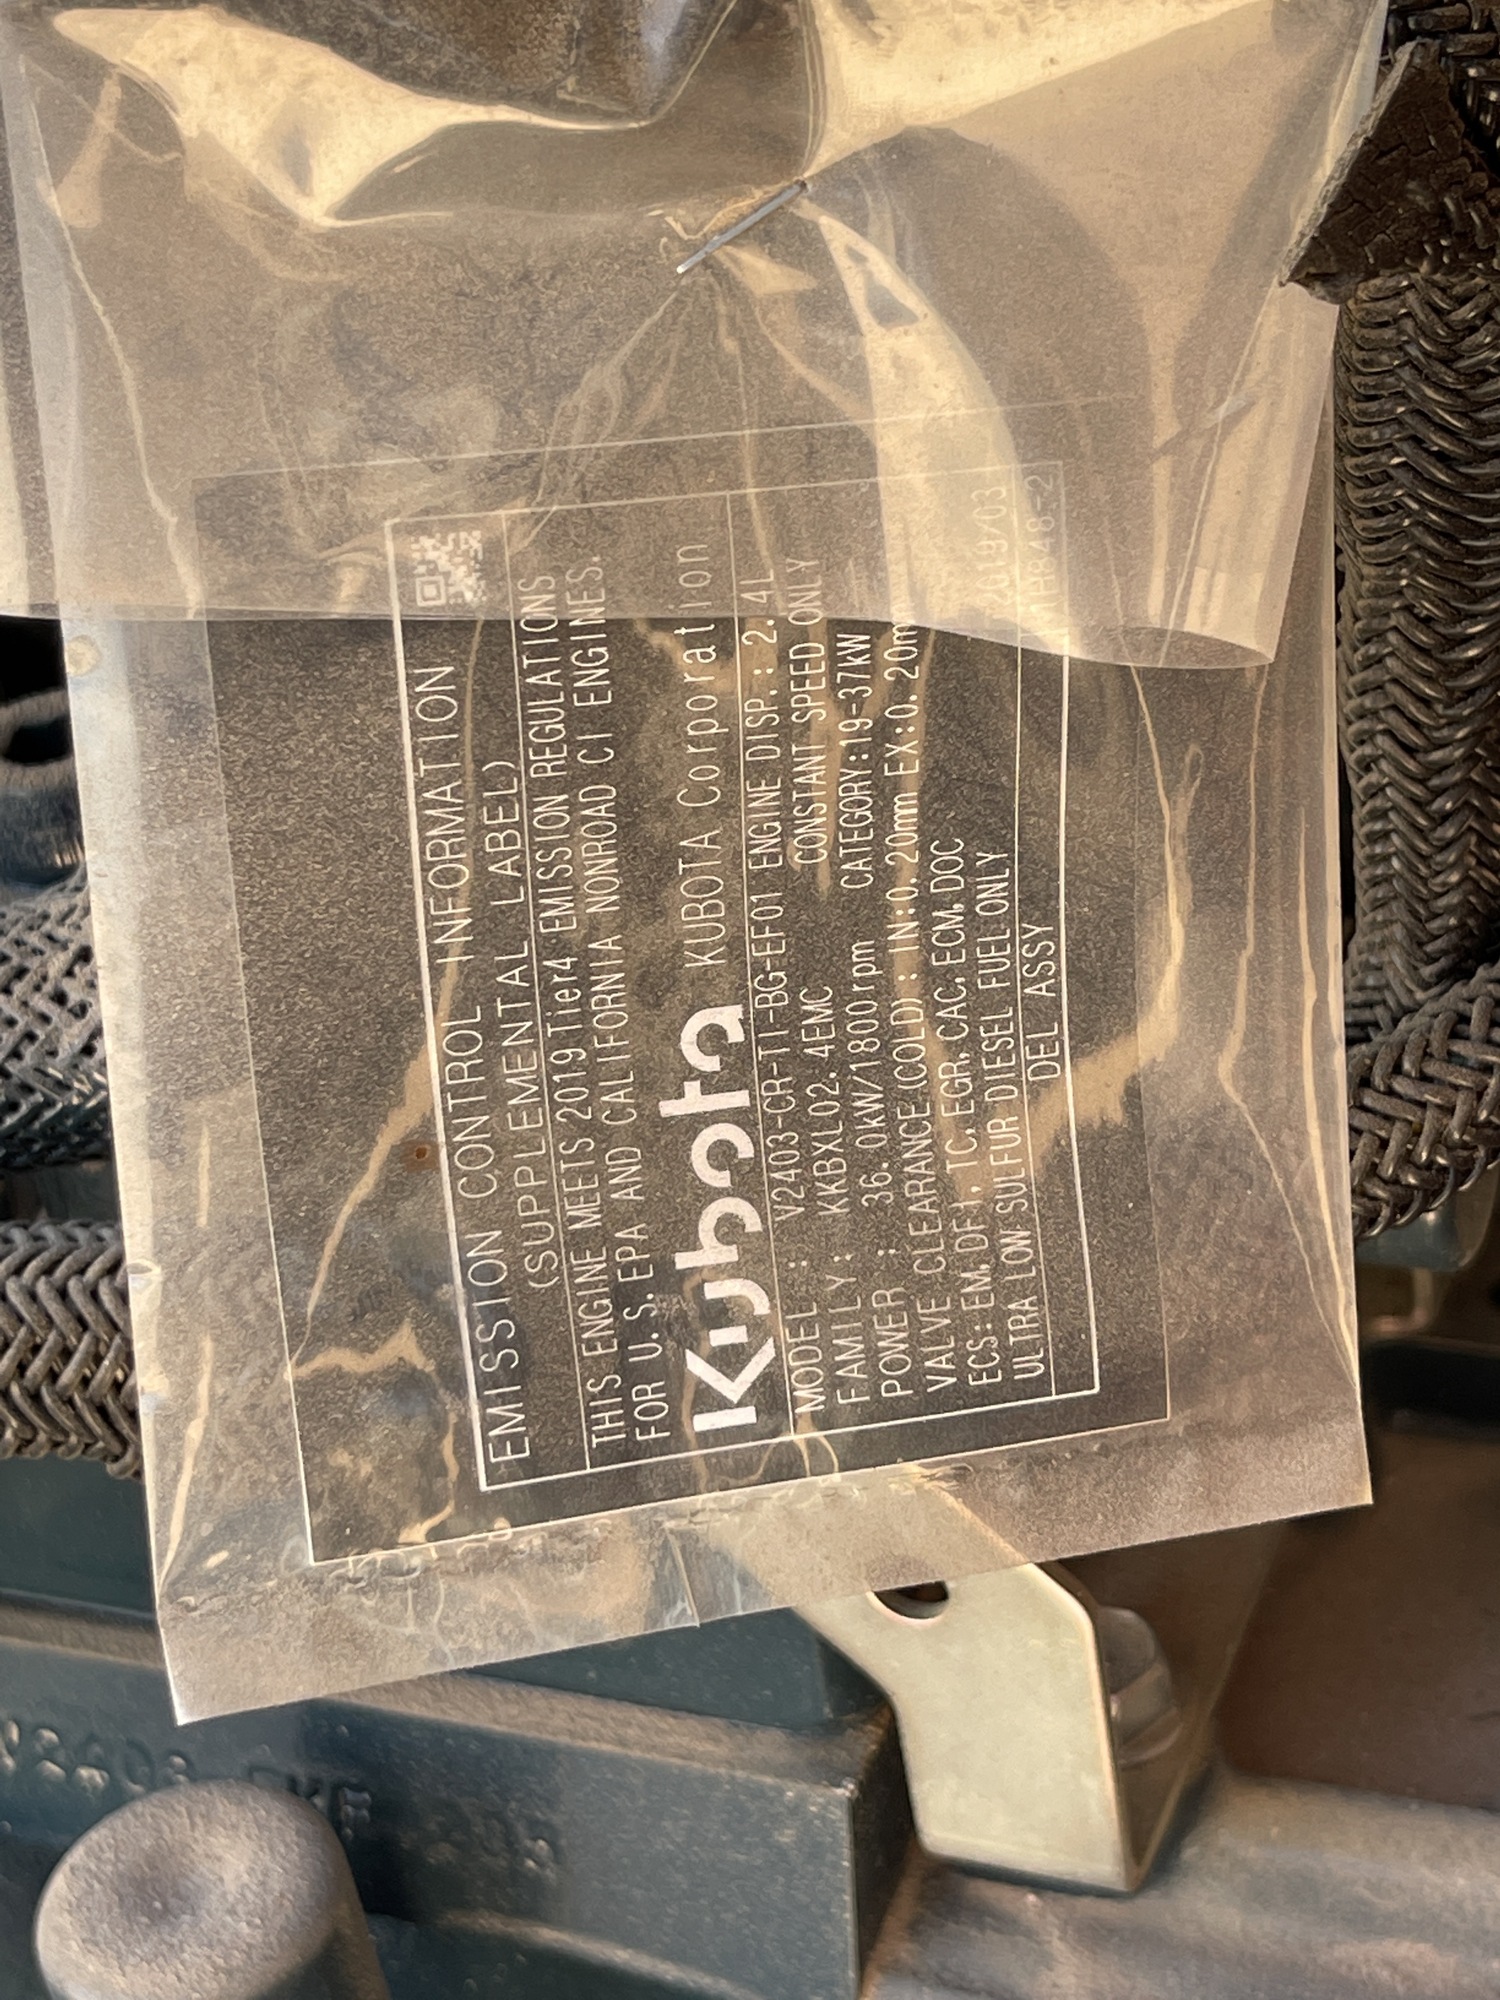 EMISSION CONTROL INFORMATION
(SUPPLEMENTAL LABEL)
THIS ENGINE MEETS 2019 Tier4 EMISSION REGULATIONS
FOR U.S. EPA AND CALIFORNIA NONROAD CI ENGINES.
Kubota KUBOTA Corporation
MODEL : V2403-CR-TI-BG-EF01 ENGINE DISP.: 2.4L
FAMILY: KKBXL02.4EMC CONSTANT SPEED ONLY
POWER : 36.0kW/1800rpm CATEGORY:19-37kW
VALVE CLEARANCE(COLD): IN:0.20mm EX:0.20mm
ECS:EM,DFI,TC,EGR,CAC,ECM,DOC
ULTRA LOW SULFUR DIESEL FUEL ONLY 2019/03
DEL ASSY